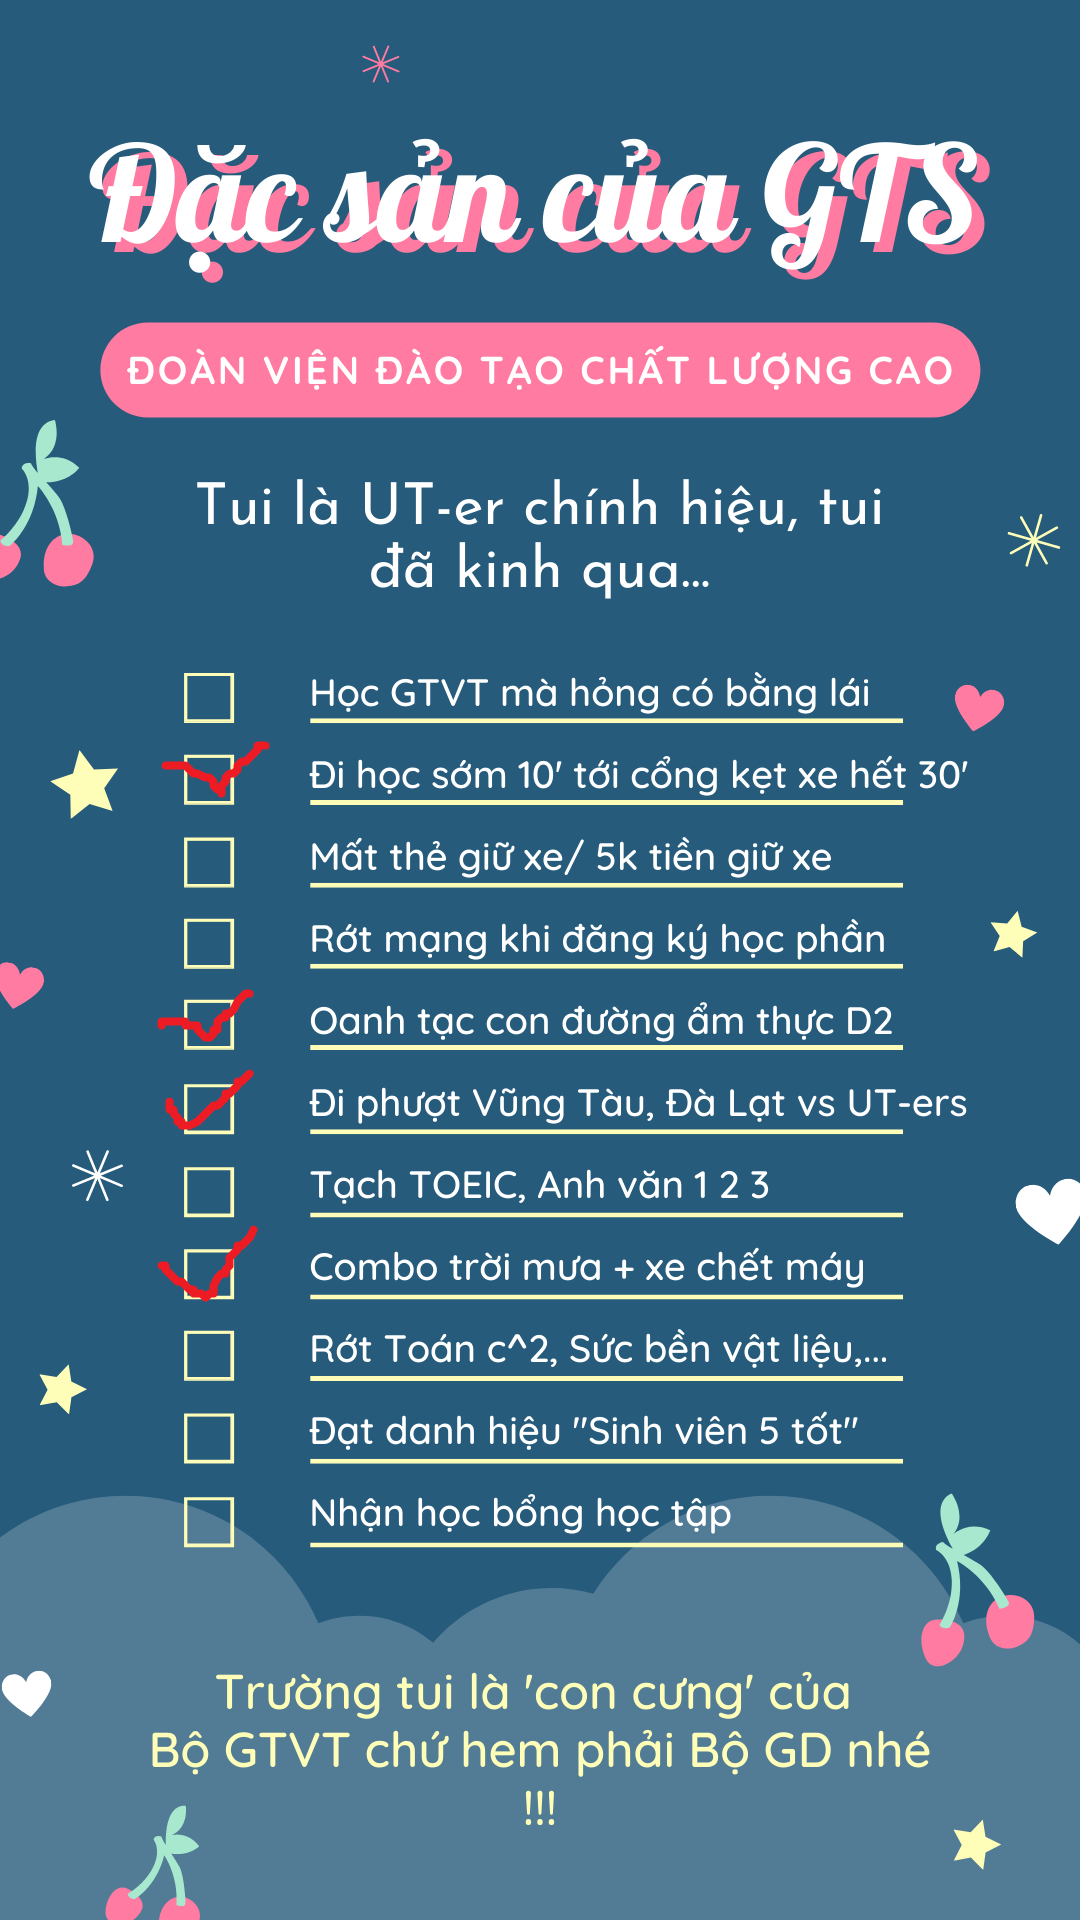 Đặc sản của GTS
ĐOÀN VIỆN ĐÀO TẠO CHẤT LƯỢNG CAO
Tui là UT-er chính hiệu, tui
đã kinh qua...
Học GTVT mà hỏng có bằng lái
Đi học sớm 10' tới cổng kẹt xe hết 30'
Mất thẻ giữ xe/ 5k tiền giữ xe
Rớt mạng khi đăng ký học phần
Oanh tạc con đường ẩm thực D2
Đi phượt Vũng Tàu, Đà Lạt vs UT-ers
Tạch TOEIC, Anh văn 1 2 3
Combo trời mưa + xe chết máy
Rớt Toán c^2, Sức bền vật liệu,...
Đạt danh hiệu "Sinh viên 5 tốt"
Nhận học bổng học tập
Trường tui là 'con cưng' của
Bộ GTVT chứ hem phải Bộ GD nhé
!!!